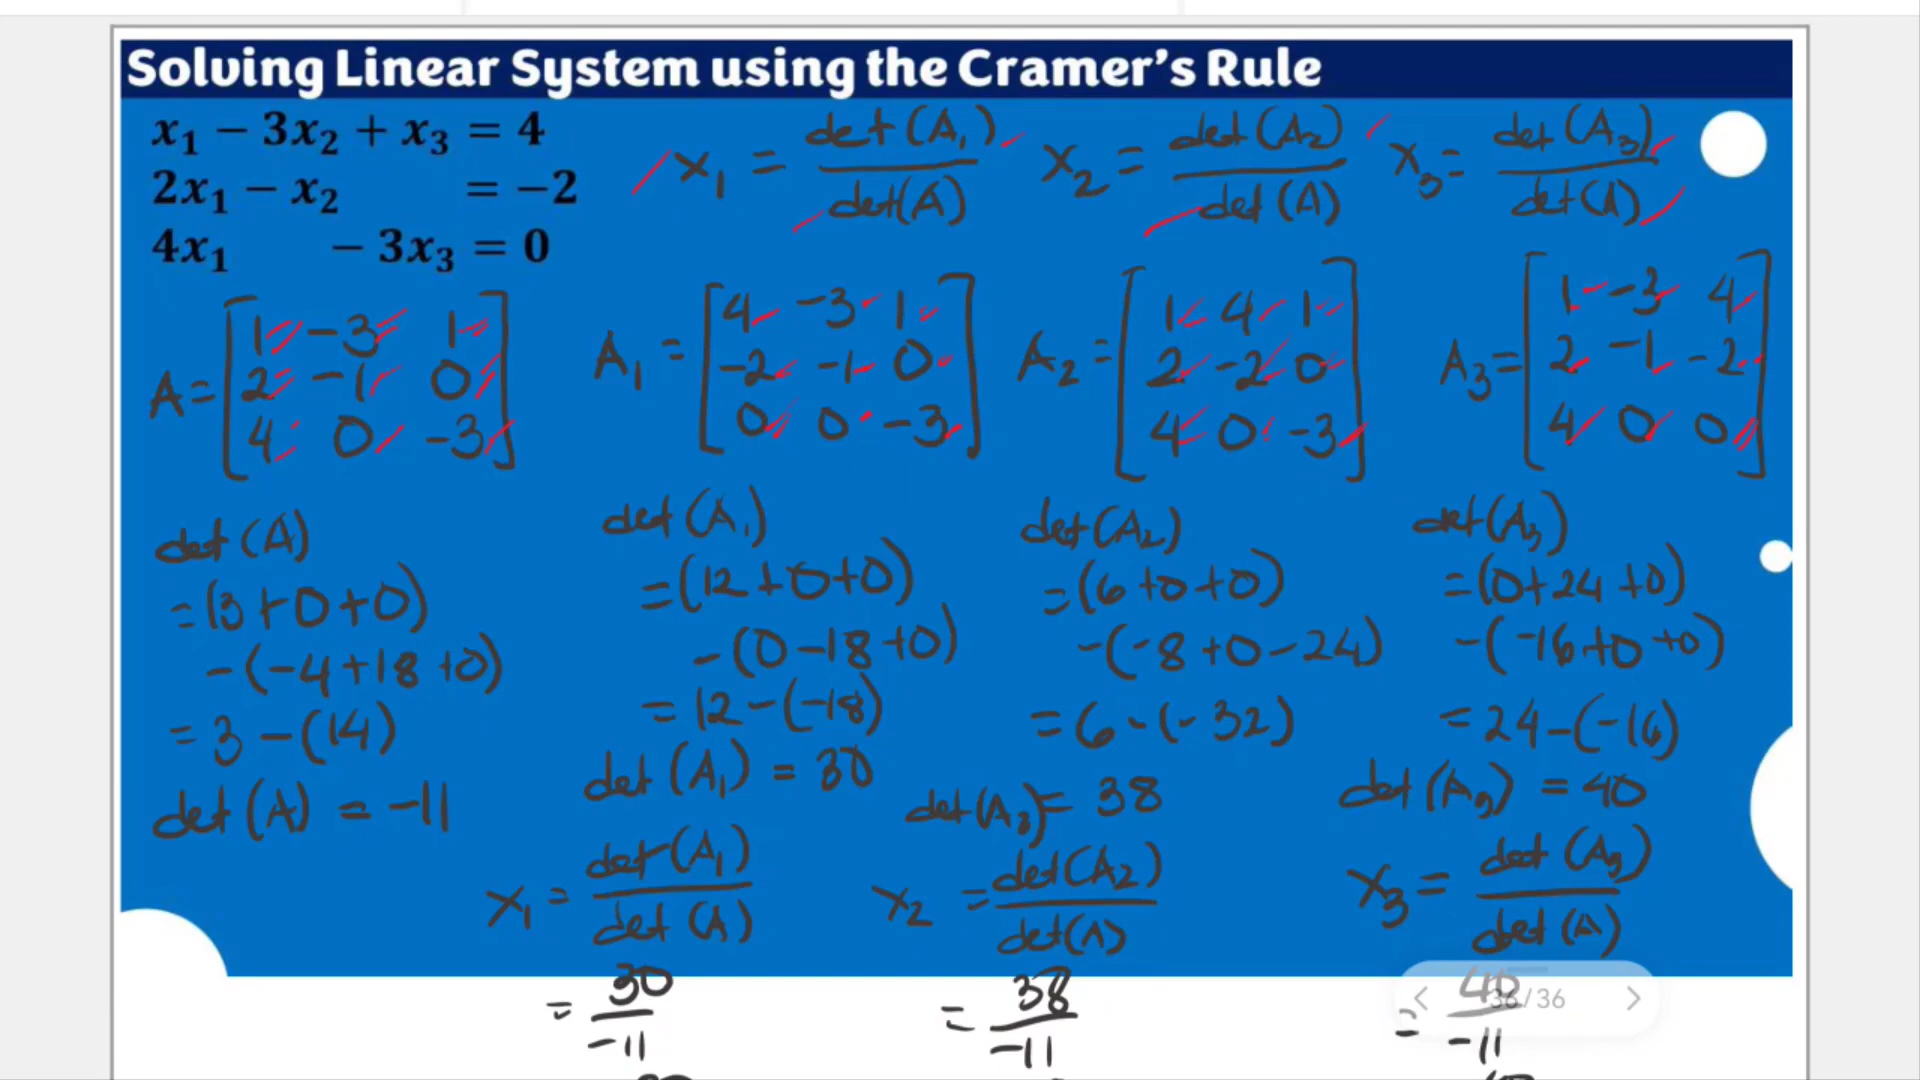 Solving Linear System using the Cramer's Rule
x₁ − 3x₂ + x₃ = 4
2x₁ − x₂ = −2
4x₁ − 3x₃ = 0
x₁ = det(A₁) / det(A)
x₂ = det(A₂) / det(A)
x₃ = det(A₃) / det(A)
A = [1 −3 1
2 −1 0
4 0 −3]
A₁ = [4 −3 1
−2 −1 0
0 0 −3]
A₂ = [1 4 1
2 −2 0
4 0 −3]
A₃ = [1 −3 4
2 −1 −2
4 0 0]
det(A)
= (3+0+0)
−(−4+18+0)
= 3 −(14)
det(A) = −11
det(A₁)
= (12+0+0)
−(0−18+0)
= 12−(−18)
det(A₁) = 30
x₁ = det(A₁) / det(A)
= 30 / −11
det(A₂)
= (6+0+0)
−(−8+0−24)
= 6−(−32)
det(A₃) = 38
x₂ = det(A₂) / det(A)
= 38 / −11
det(A₃)
= (0+24+0)
−(−16+0+0)
= 24−(−16)
det(A₃) = 40
x₃ = det(A₃) / det(A)
= 40 / −11
36/36